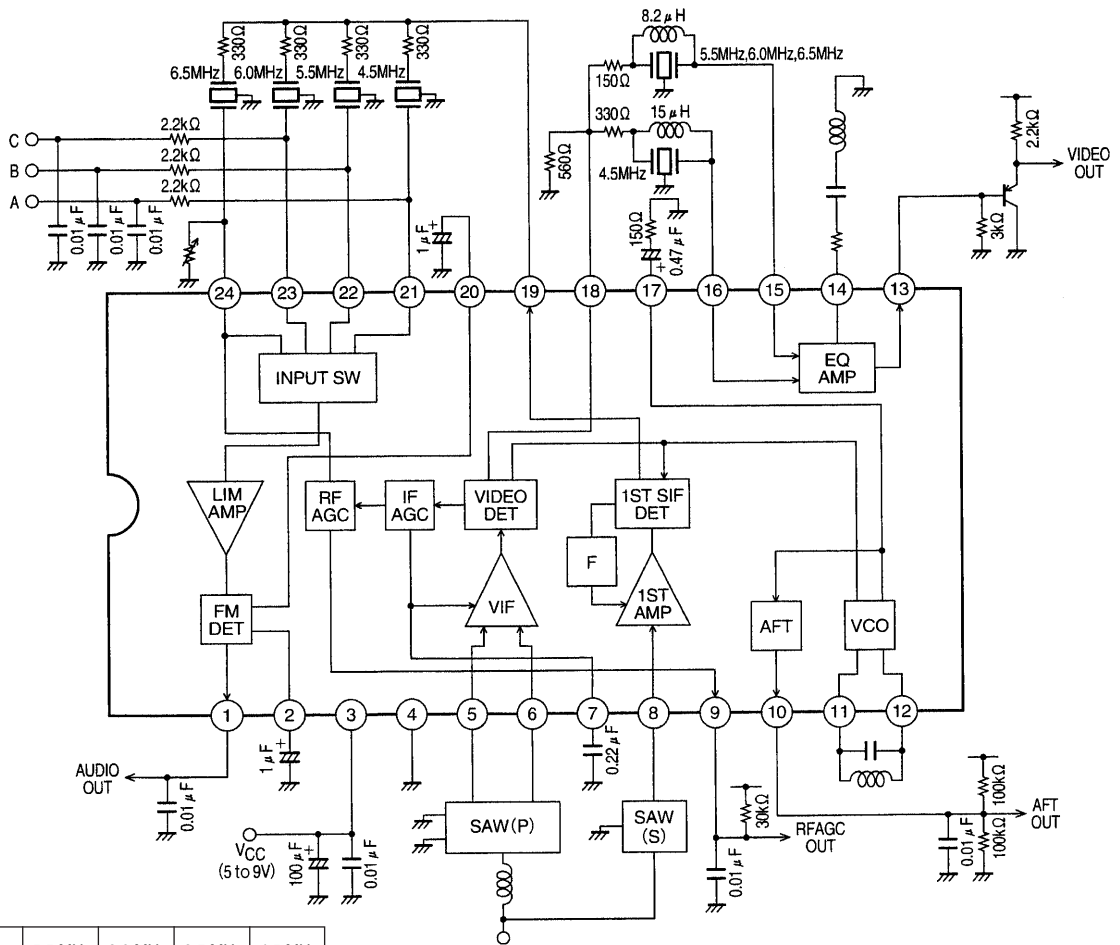 330Ω
330Ω
330Ω
330Ω
6.5MHz
6.0MHz
5.5MHz
4.5MHz
8.2μH
150Ω
5.5MHz,6.0MHz,6.5MHz
330Ω
15μH
4.5MHz
560Ω
150Ω
0.47μF
+
2.2kΩ
VIDEO
OUT
3kΩ
C
2.2kΩ
B
2.2kΩ
A
2.2kΩ
0.01μF
0.01μF
0.01μF
1μF
+
24
23
22
21
20
19
18
17
16
15
14
13
INPUT SW
EQ
AMP
LIM
AMP
RF
AGC
IF
AGC
VIDEO
DET
1ST SIF
DET
F
VIF
1ST
AMP
FM
DET
AFT
VCO
1
2
3
4
5
6
7
8
9
10
11
12
AUDIO
OUT
0.01μF
1μF
+
VCC
(5 to 9V)
100μF
+
0.01μF
SAW(P)
0.22μF
SAW
(S)
0.01μF
30kΩ
RFAGC
OUT
0.01μF
100kΩ
100kΩ
AFT
OUT